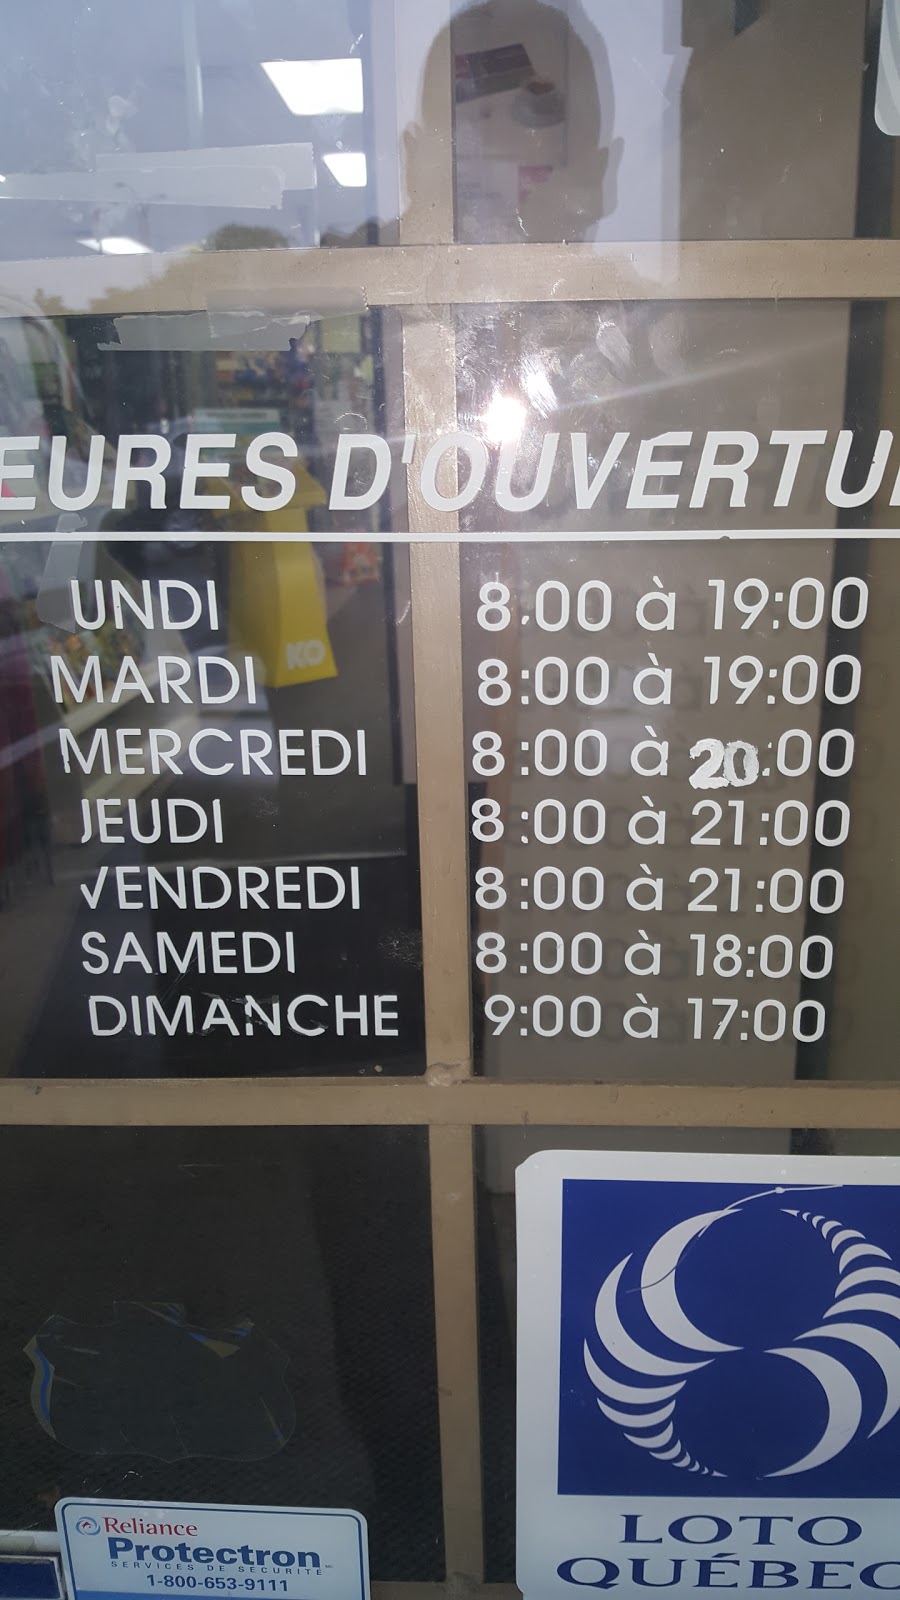 EURES D'OUVERTU
UNDI 8:00 à 19:00
MARDI 8:00 à 19:00
MERCREDI 8:00 à 20:00
JEUDI 8:00 à 21:00
VENDREDI 8:00 à 21:00
SAMEDI 8:00 à 18:00
DIMANCHE 9:00 à 17:00
KO
LOTO
QUÉBEC
Reliance
Protectron
SERVICES DE SÉCURITÉ
1-800-653-9111